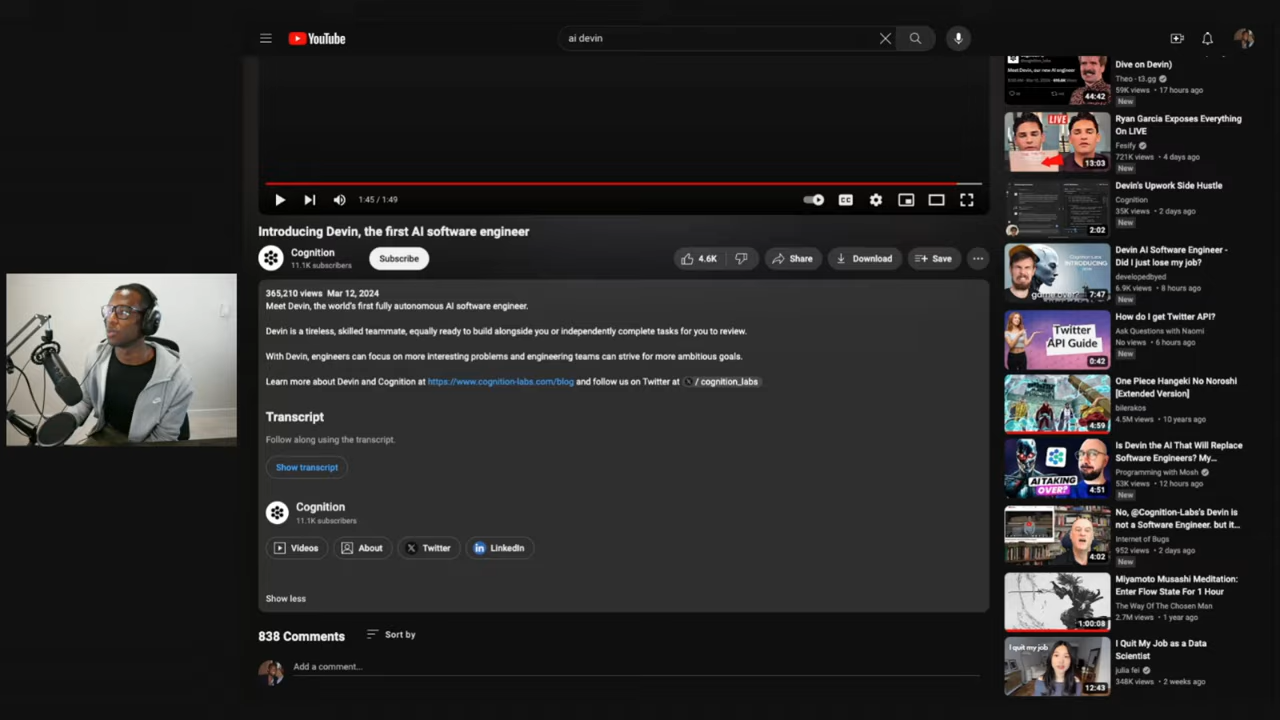 YouTube
ai devin
1:45 / 1:49
CC
Introducing Devin, the first AI software engineer
Cognition
11.1K subscribers
Subscribe
4.6K
Share
Download
Save
365,210 views Mar 12, 2024
Meet Devin, the world's first fully autonomous AI software engineer.
Devin is a tireless, skilled teammate, equally ready to build alongside you or independently complete tasks for you to review.
With Devin, engineers can focus on more interesting problems and engineering teams can strive for more ambitious goals.
Learn more about Devin and Cognition at https://www.cognition-labs.com/blog and follow us on Twitter at X / cognition_labs
Transcript
Follow along using the transcript.
Show transcript
Cognition
11.1K subscribers
Videos
About
Twitter
LinkedIn
Show less
838 Comments
Sort by
Add a comment...
Meet Devin, our new AI engineer
44:42
Dive on Devin)
Theo - t3.gg
59K views • 17 hours ago
New
LIVE
13:03
Ryan Garcia Exposes Everything
On LIVE
Fesify
721K views • 4 days ago
New
2:02
Devin's Upwork Side Hustle
Cognition
35K views • 2 days ago
New
7:47
Devin AI Software Engineer -
Did I just lose my job?
developedbyed
6.9K views • 8 hours ago
New
Twitter
API Guide
0:42
How do I get Twitter API?
Ask Questions with Naomi
No views • 6 hours ago
New
4:59
One Piece Hangeki No Noroshi
[Extended Version]
bilerakos
4.5M views • 10 years ago
AI TAKING
OVER?
4:51
Is Devin the AI That Will Replace
Software Engineers? My...
Programming with Mosh
53K views • 12 hours ago
New
4:02
No, @Cognition-Labs's Devin is
not a Software Engineer. but it...
Internet of Bugs
952 views • 2 days ago
New
1:00:08
Miyamoto Musashi Meditation:
Enter Flow State For 1 Hour
The Way Of The Chosen Man
2.7M views • 1 year ago
I quit my job
12:43
I Quit My Job as a Data
Scientist
julia fei
348K views • 2 weeks ago